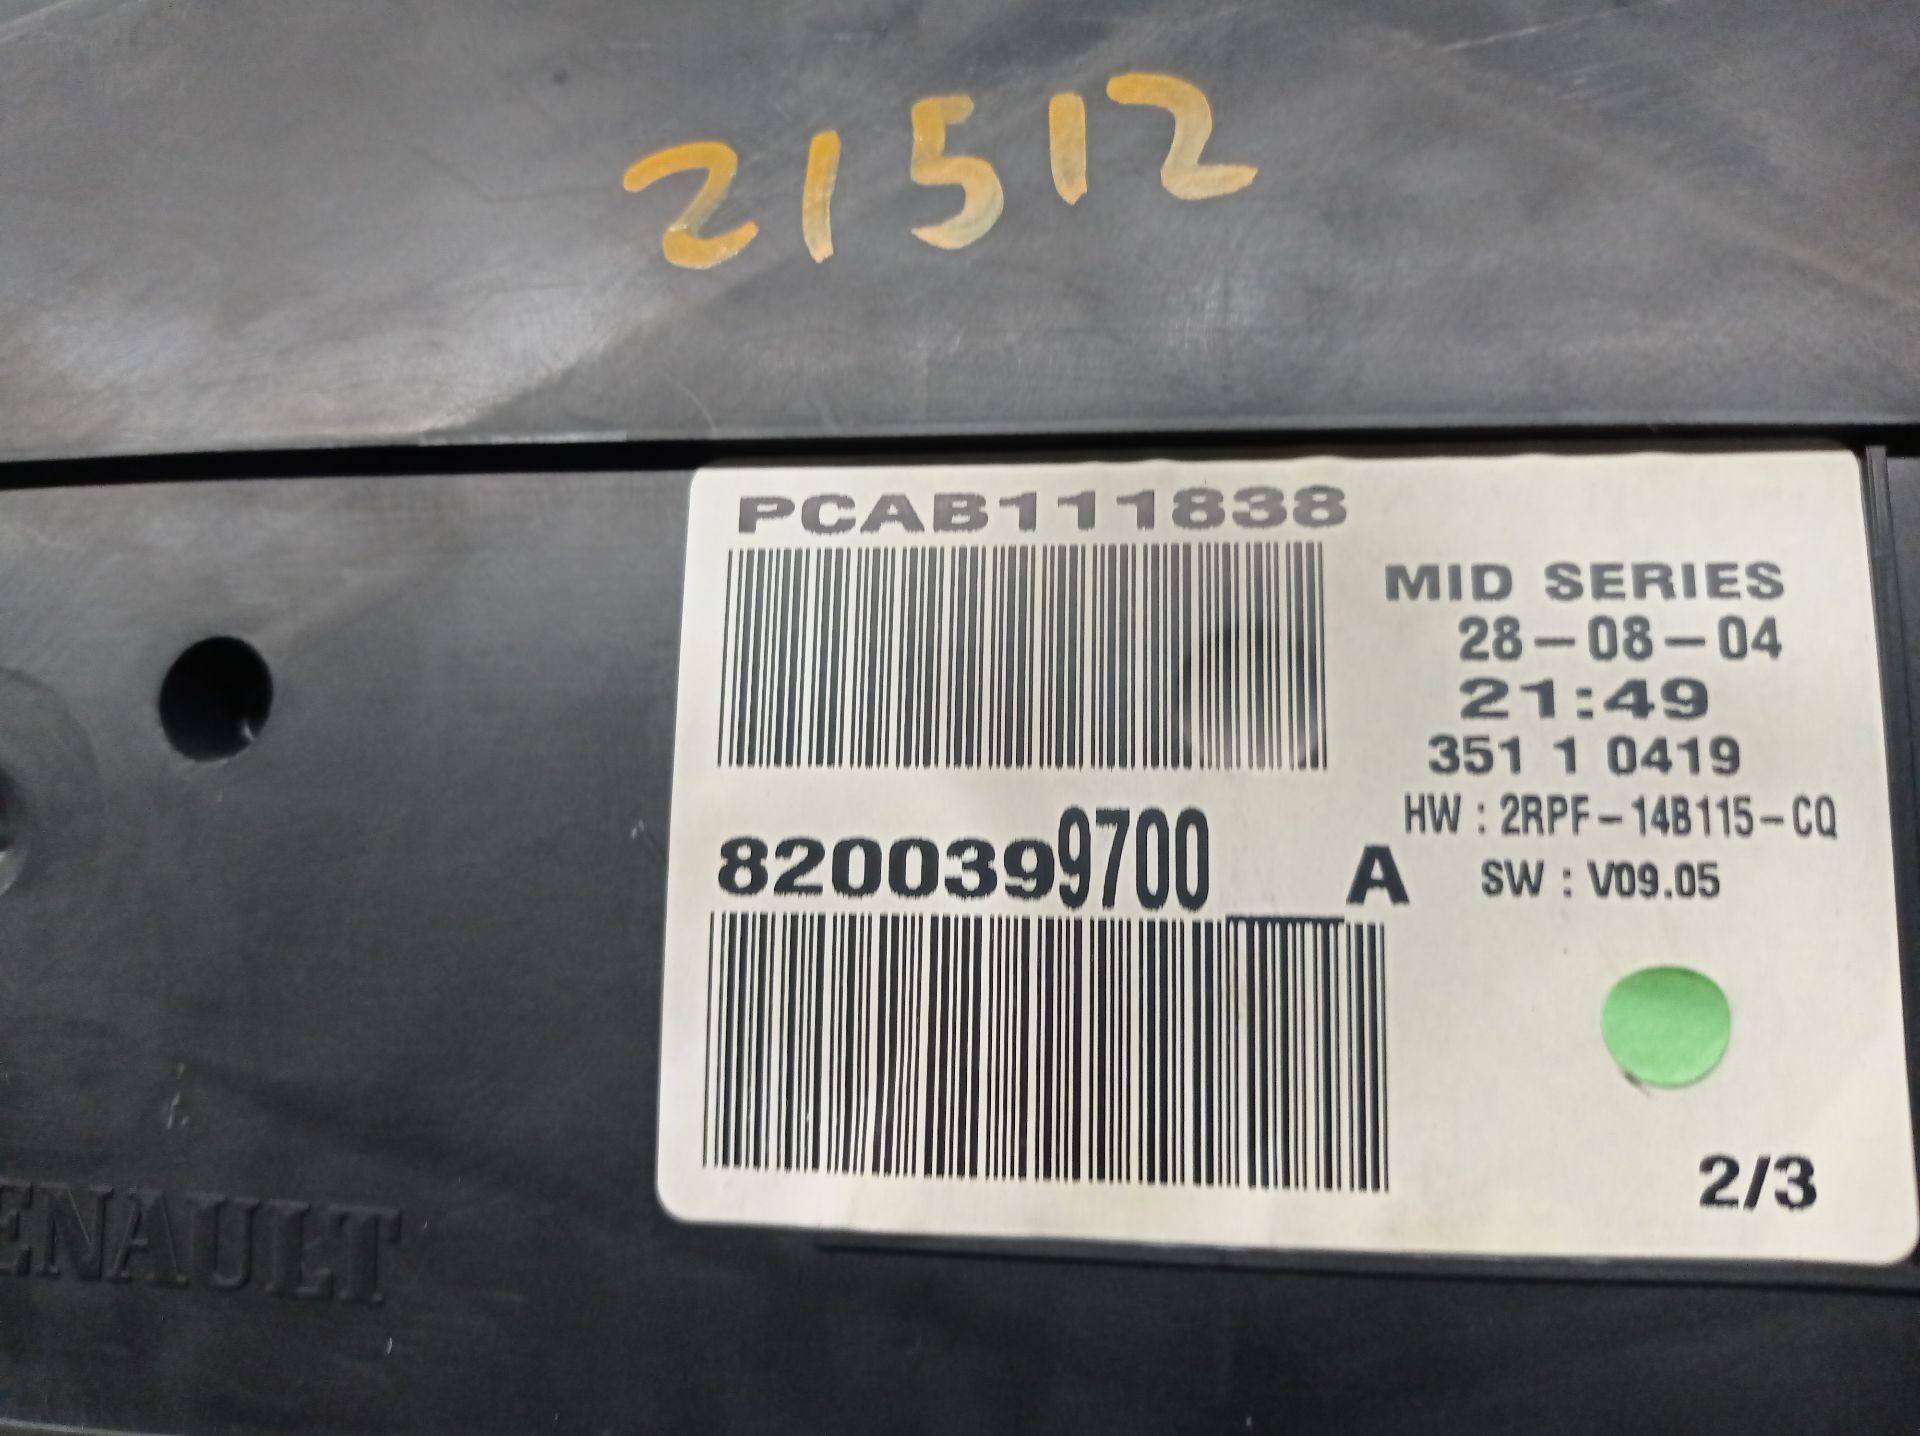 21512
PCAB111838
MID SERIES
28-08-04
21:49
351 1 0419
HW : 2RPF-14B115-CQ
8200399700__A
SW : V09.05
2/3
ENAULT